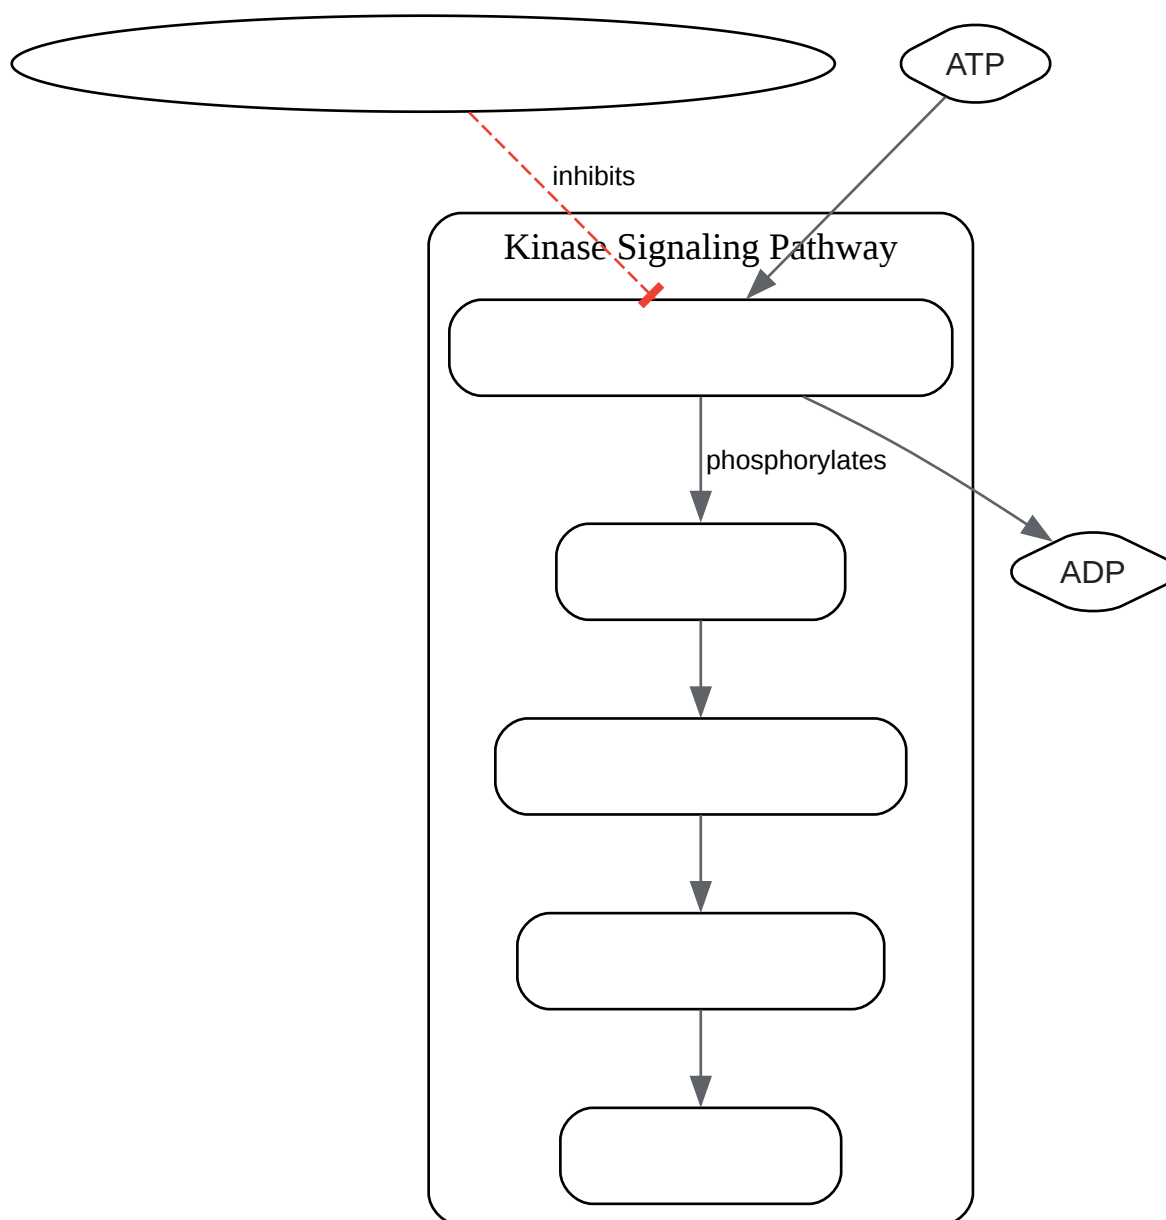 ATP
inhibits
Kinase Signaling Pathway
phosphorylates
ADP